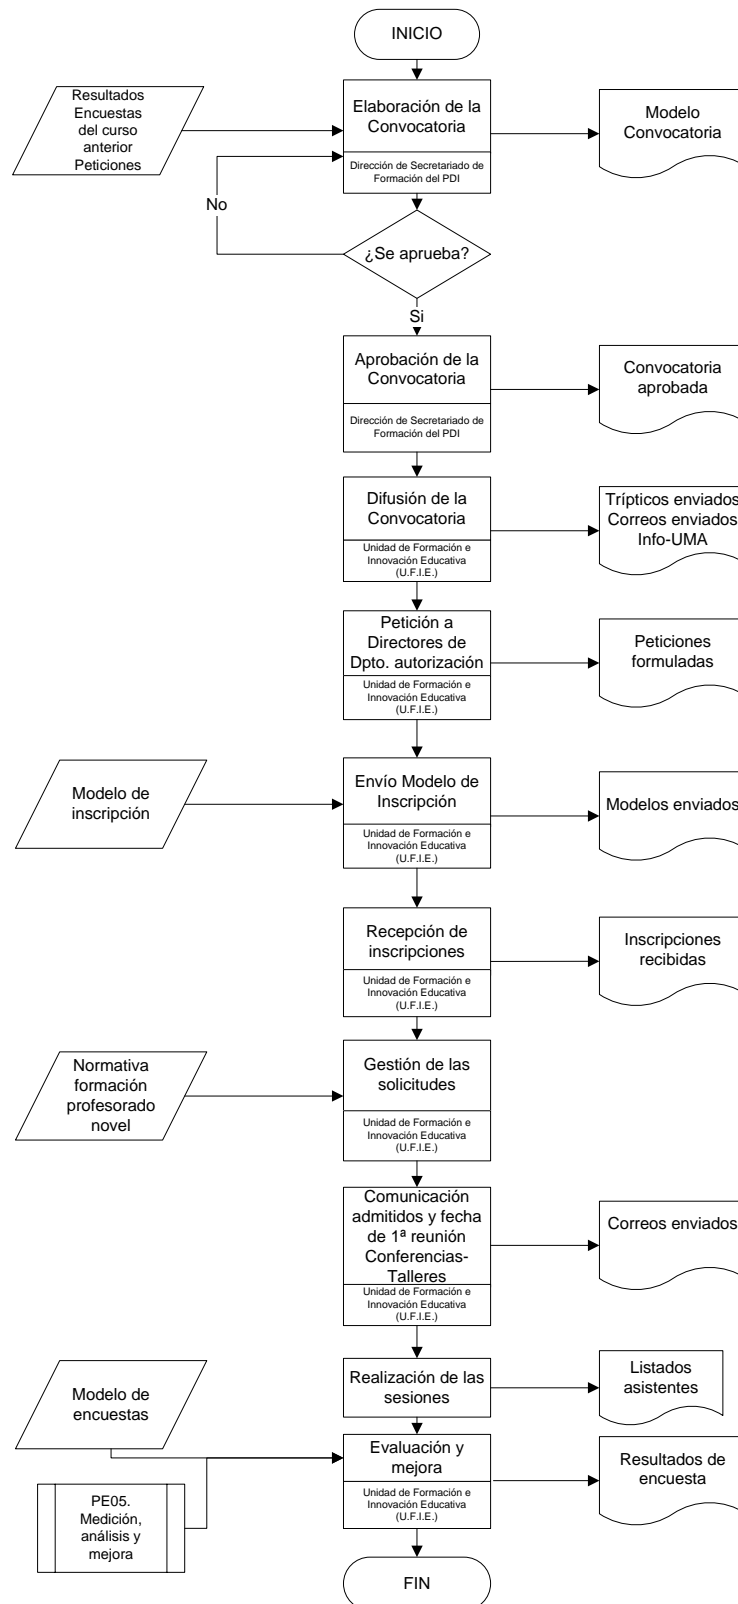 INICIO
Resultados
Encuestas
del curso
anterior
Peticiones
Elaboración de la
Convocatoria
Dirección de Secretariado de
Formación del PDI
Modelo
Convocatoria
No
¿Se aprueba?
Si
Aprobación de la
Convocatoria
Dirección de Secretariado de
Formación del PDI
Convocatoria
aprobada
Difusión de la
Convocatoria
Unidad de Formación e
Innovación Educativa
(U.F.I.E.)
Trípticos enviados
Correos enviados
Info-UMA
Petición a
Directores de
Dpto. autorización
Unidad de Formación e
Innovación Educativa
(U.F.I.E.)
Peticiones
formuladas
Modelo de
inscripción
Envío Modelo de
Inscripción
Unidad de Formación e
Innovación Educativa
(U.F.I.E.)
Modelos enviados
Recepción de
inscripciones
Unidad de Formación e
Innovación Educativa
(U.F.I.E.)
Inscripciones
recibidas
Normativa
formación
profesorado
novel
Gestión de las
solicitudes
Unidad de Formación e
Innovación Educativa
(U.F.I.E.)
Comunicación
admitidos y fecha
de 1ª reunión
Conferencias-
Talleres
Unidad de Formación e
Innovación Educativa
(U.F.I.E.)
Correos enviados
Realización de las
sesiones
Listados
asistentes
Modelo de
encuestas
Evaluación y
mejora
Unidad de Formación e
Innovación Educativa
(U.F.I.E.)
Resultados de
encuesta
PE05.
Medición,
análisis y
mejora
FIN